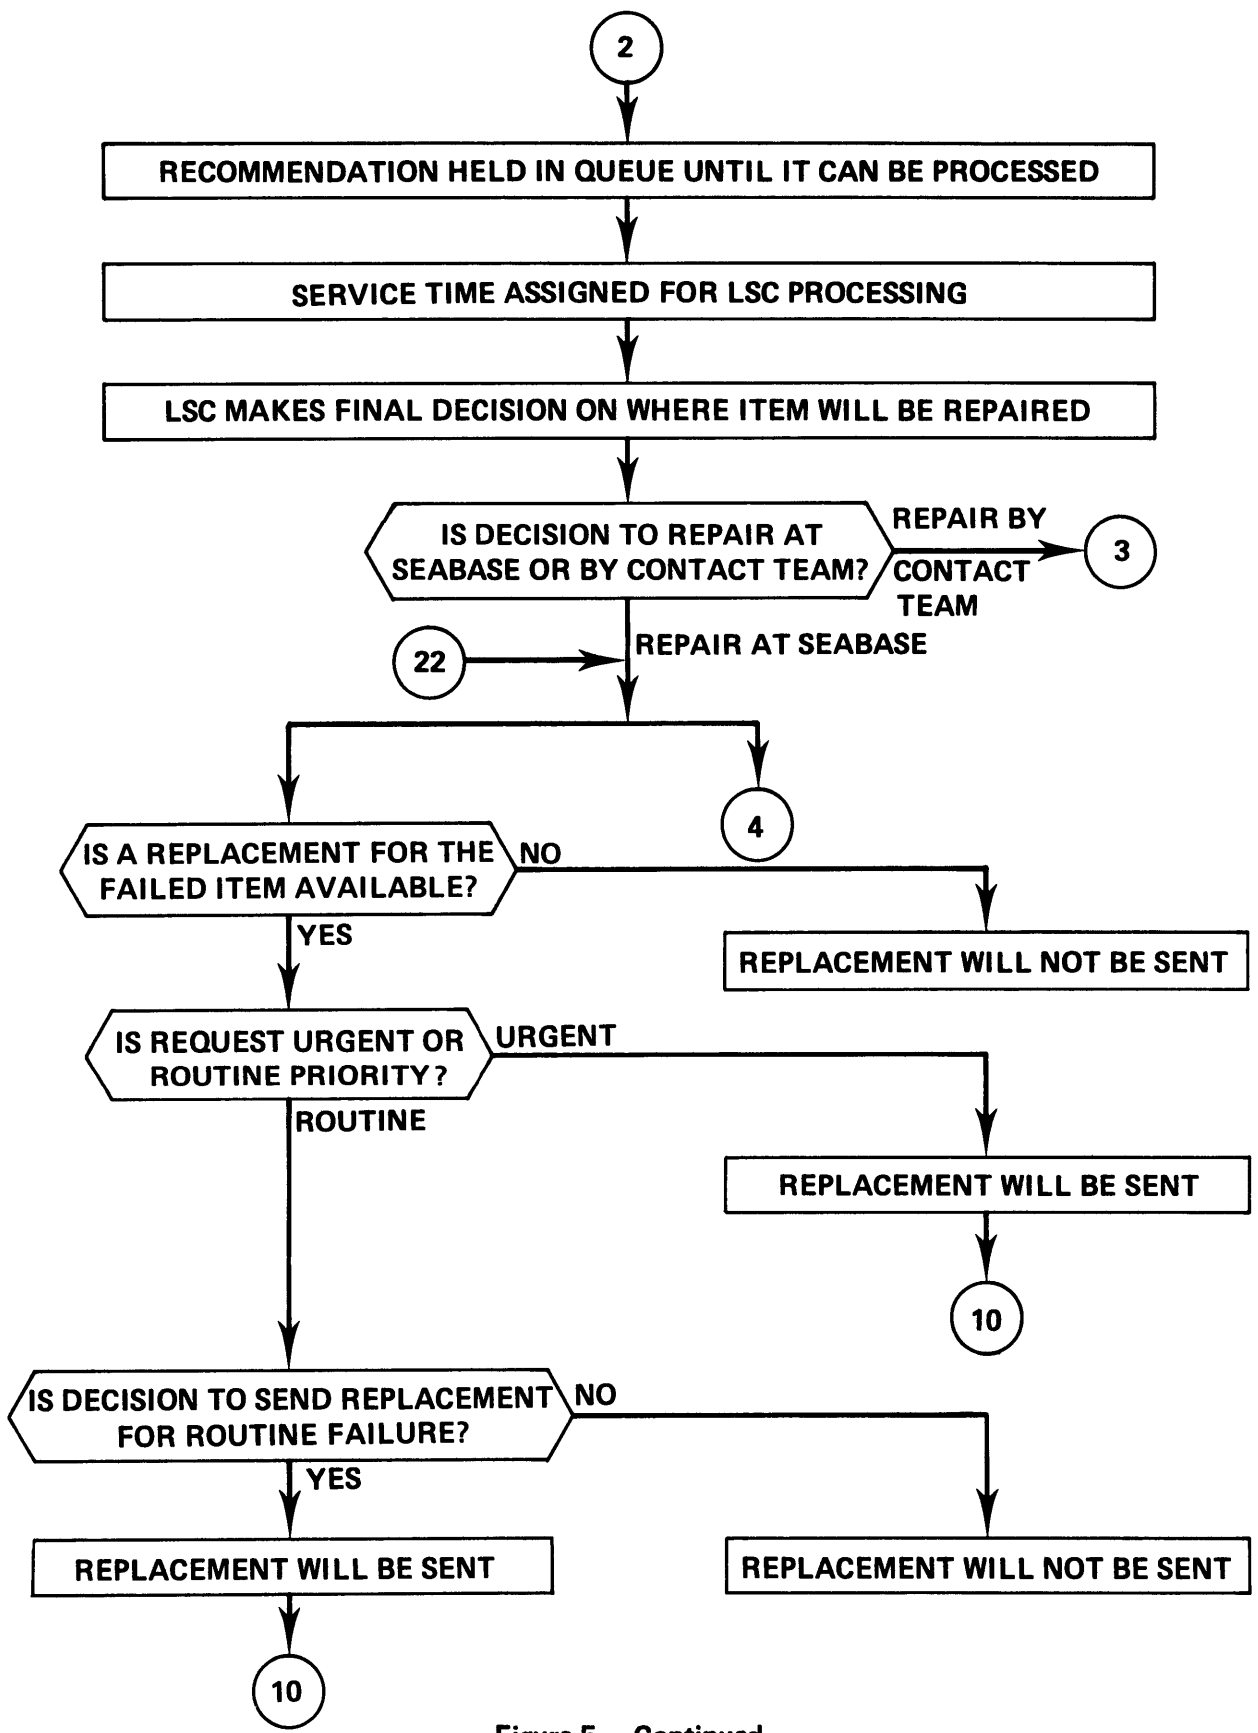 2
RECOMMENDATION HELD IN QUEUE UNTIL IT CAN BE PROCESSED
SERVICE TIME ASSIGNED FOR LSC PROCESSING
LSC MAKES FINAL DECISION ON WHERE ITEM WILL BE REPAIRED
IS DECISION TO REPAIR AT
SEABASE OR BY CONTACT TEAM?
REPAIR BY
CONTACT
TEAM
3
REPAIR AT SEABASE
22
4
IS A REPLACEMENT FOR THE
FAILED ITEM AVAILABLE?
NO
YES
REPLACEMENT WILL NOT BE SENT
IS REQUEST URGENT OR
ROUTINE PRIORITY?
URGENT
ROUTINE
REPLACEMENT WILL BE SENT
10
IS DECISION TO SEND REPLACEMENT
FOR ROUTINE FAILURE?
NO
YES
REPLACEMENT WILL BE SENT
REPLACEMENT WILL NOT BE SENT
10